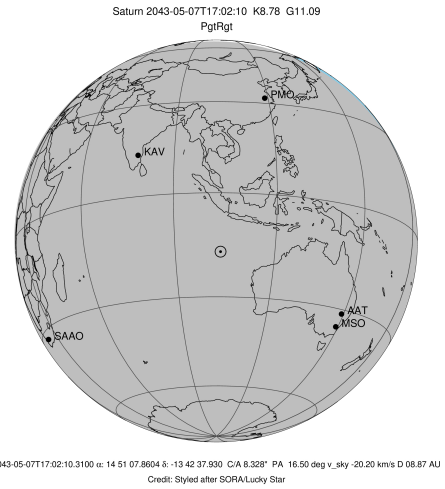 Saturn 2043-05-07T17:02:10 K8.78 G11.09
PgtRgt
PMO
KAV
AAT
MSO
SAAO
043-05-07T17:02:10.3100 α: 14 51 07.8604 δ: -13 42 37.930 C/A 8.328" PA 16.50 deg v_sky -20.20 km/s D 08.87 AU
Credit: Styled after SORA/Lucky Star